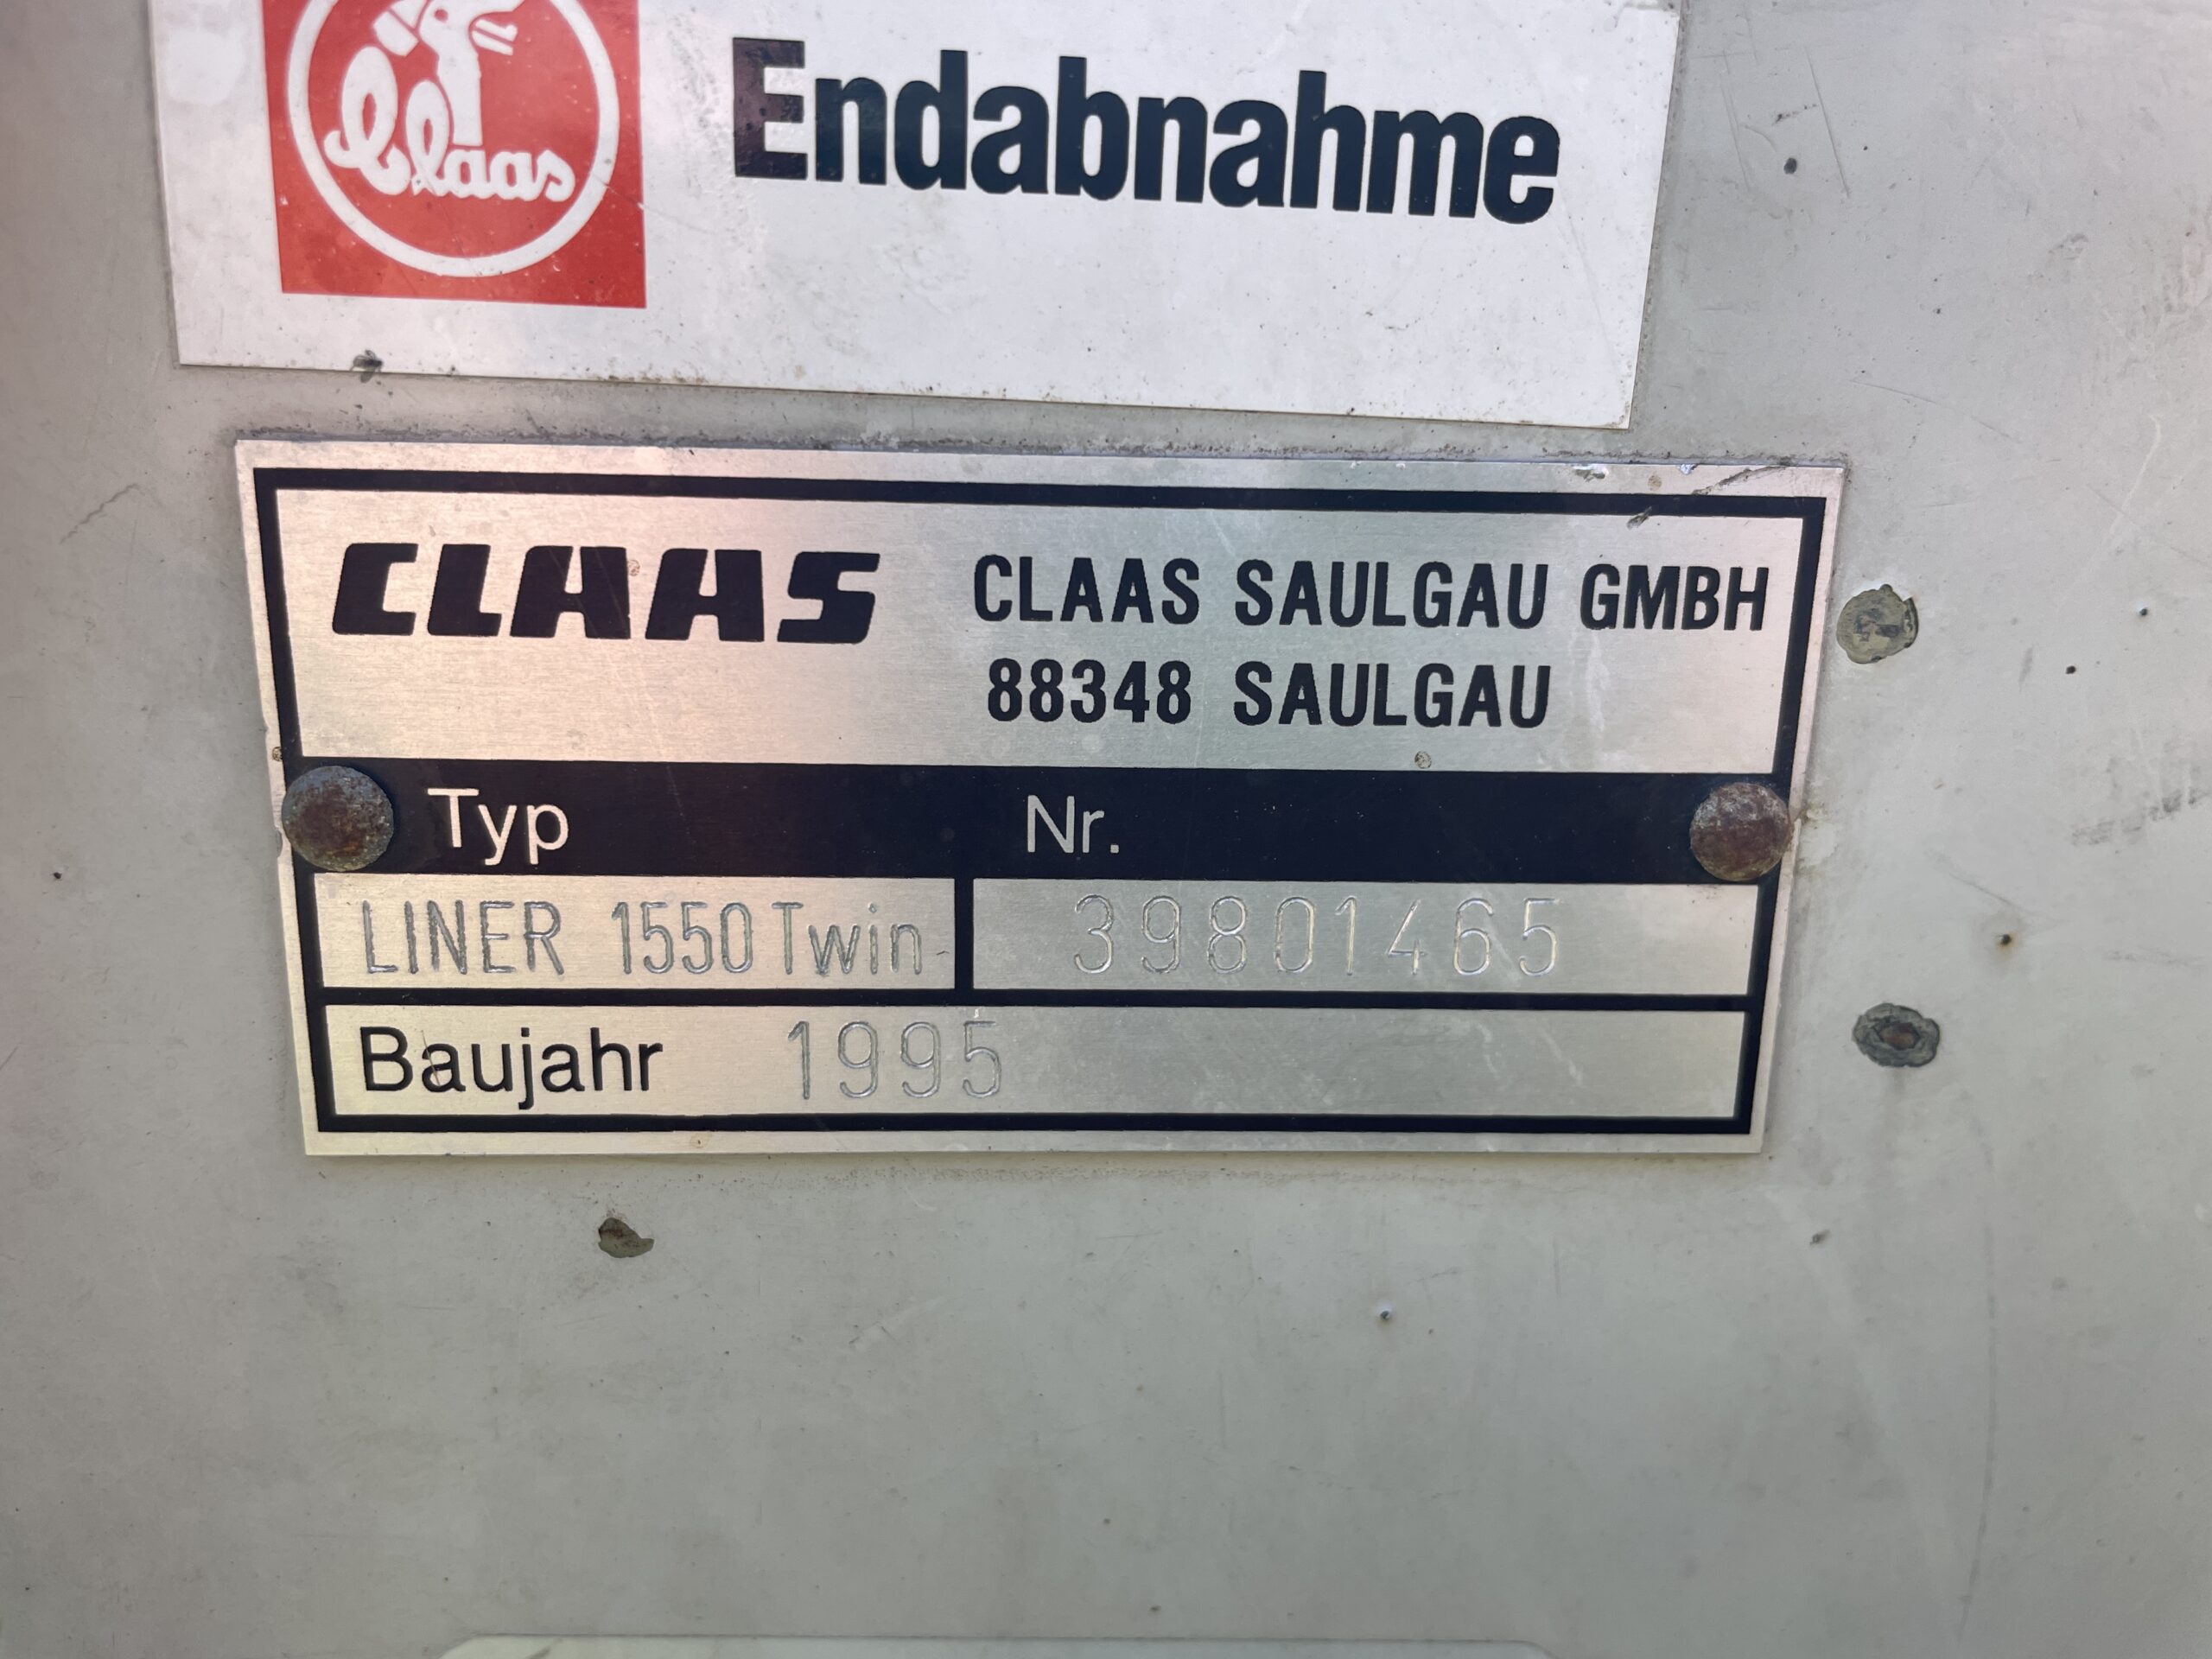 Claas
Endabnahme
CLAAS
CLAAS SAULGAU GMBH
88348 SAULGAU
Typ Nr.
LINER 1550 Twin 39801465
Baujahr 1995